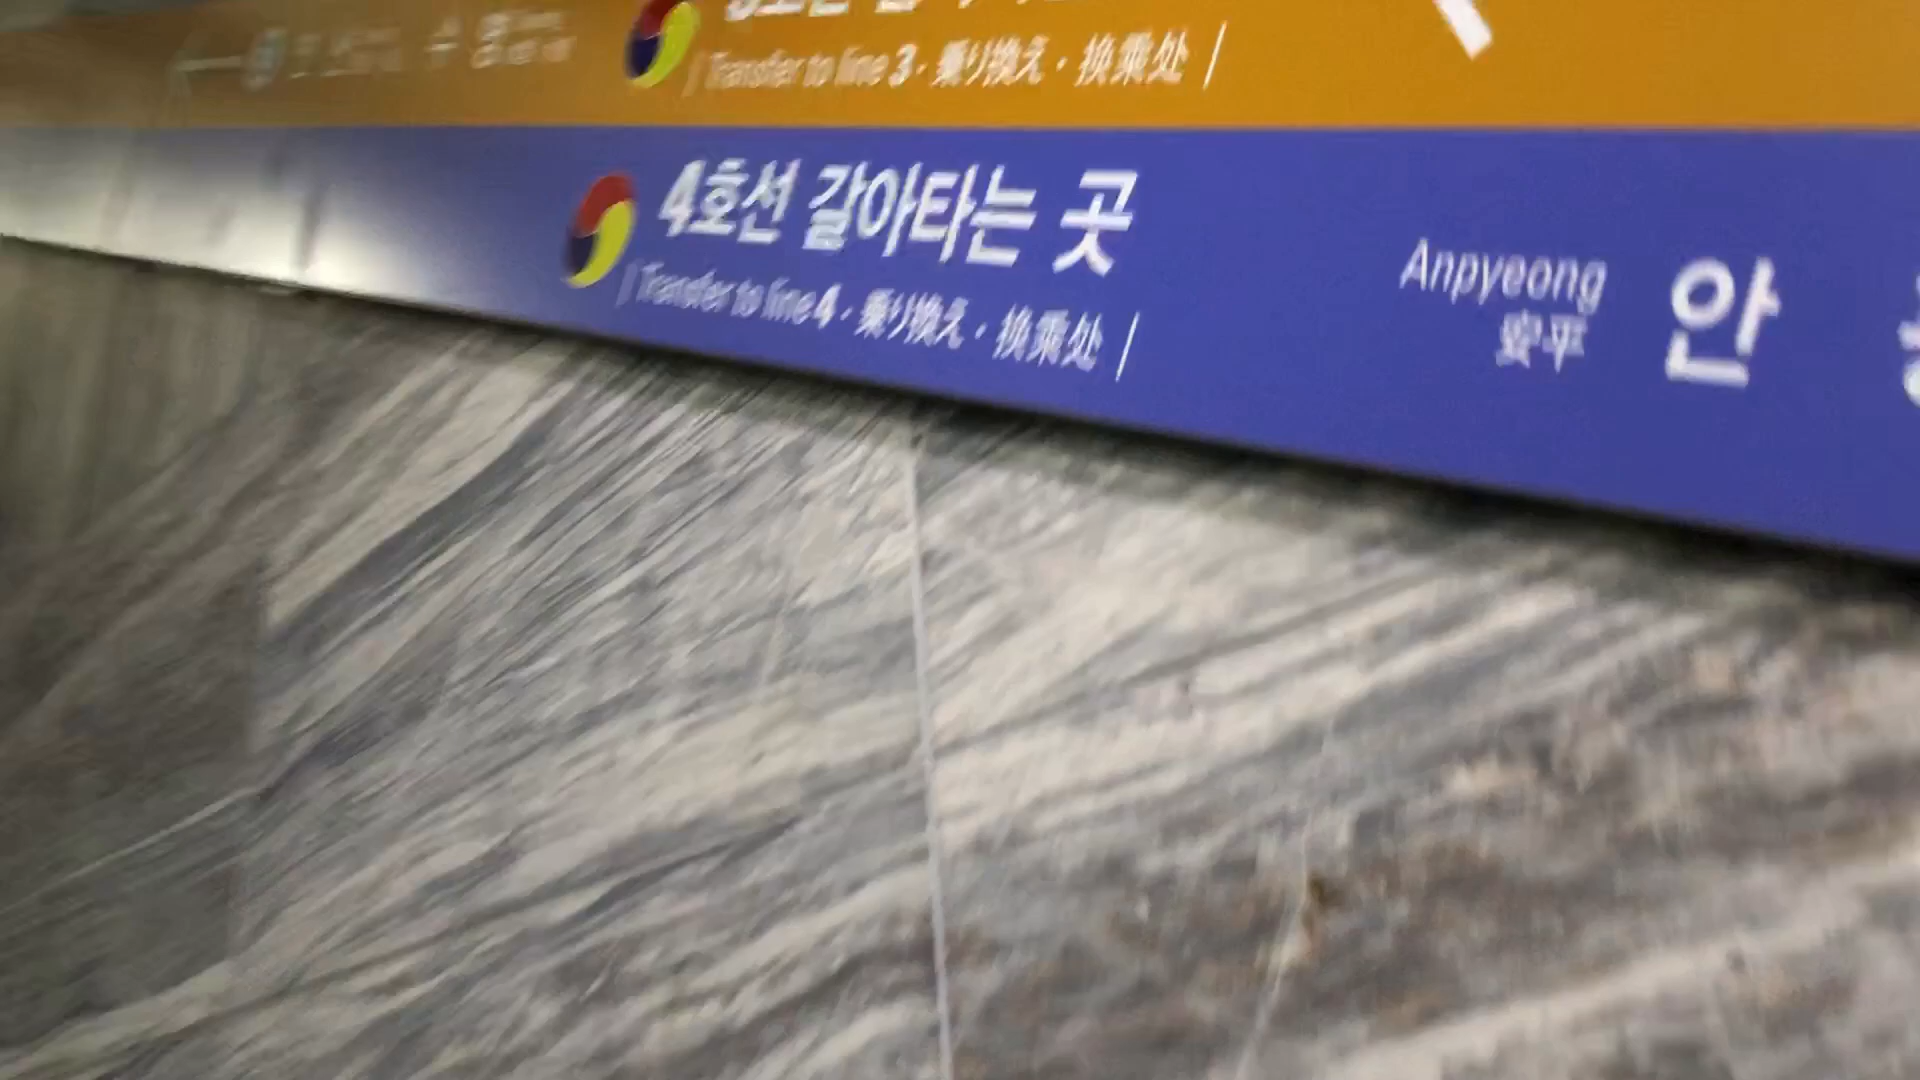 Transfer to line 3 · 乗り換え · 换乘处
4호선 갈아타는 곳
Transfer to line 4 · 乗り換え · 换乘处
Anpyeong
安平
안